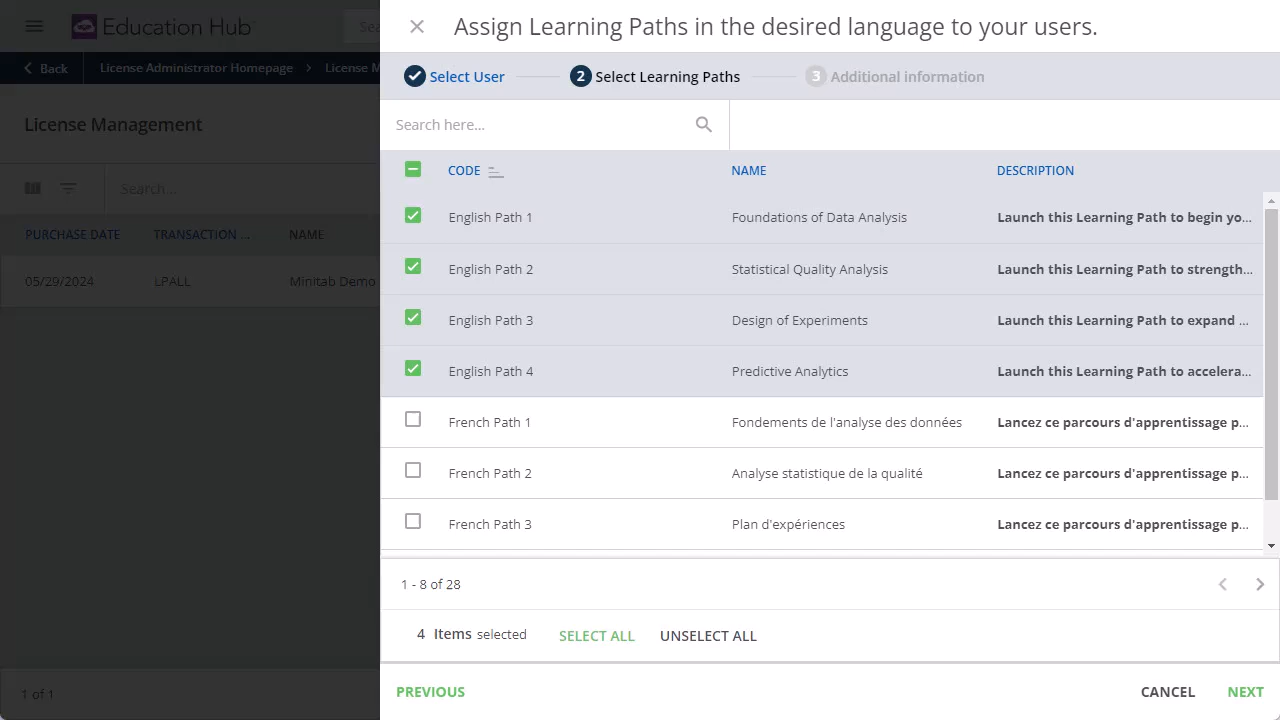 Education Hub
Sea
Back
License Administrator Homepage
License M
License Management
Search...
PURCHASE DATE
TRANSACTION ...
NAME
05/29/2024
LPALL
Minitab Demo
1 of 1
Assign Learning Paths in the desired language to your users.
Select User
2 Select Learning Paths
3 Additional information
Search here...
CODE NAME DESCRIPTION
English Path 1 Foundations of Data Analysis Launch this Learning Path to begin yo...
English Path 2 Statistical Quality Analysis Launch this Learning Path to strength...
English Path 3 Design of Experiments Launch this Learning Path to expand ...
English Path 4 Predictive Analytics Launch this Learning Path to accelera...
French Path 1 Fondements de l'analyse des données Lancez ce parcours d'apprentissage p...
French Path 2 Analyse statistique de la qualité Lancez ce parcours d'apprentissage p...
French Path 3 Plan d'expériences Lancez ce parcours d'apprentissage p...
1 - 8 of 28
4 Items selected SELECT ALL UNSELECT ALL
PREVIOUS CANCEL NEXT